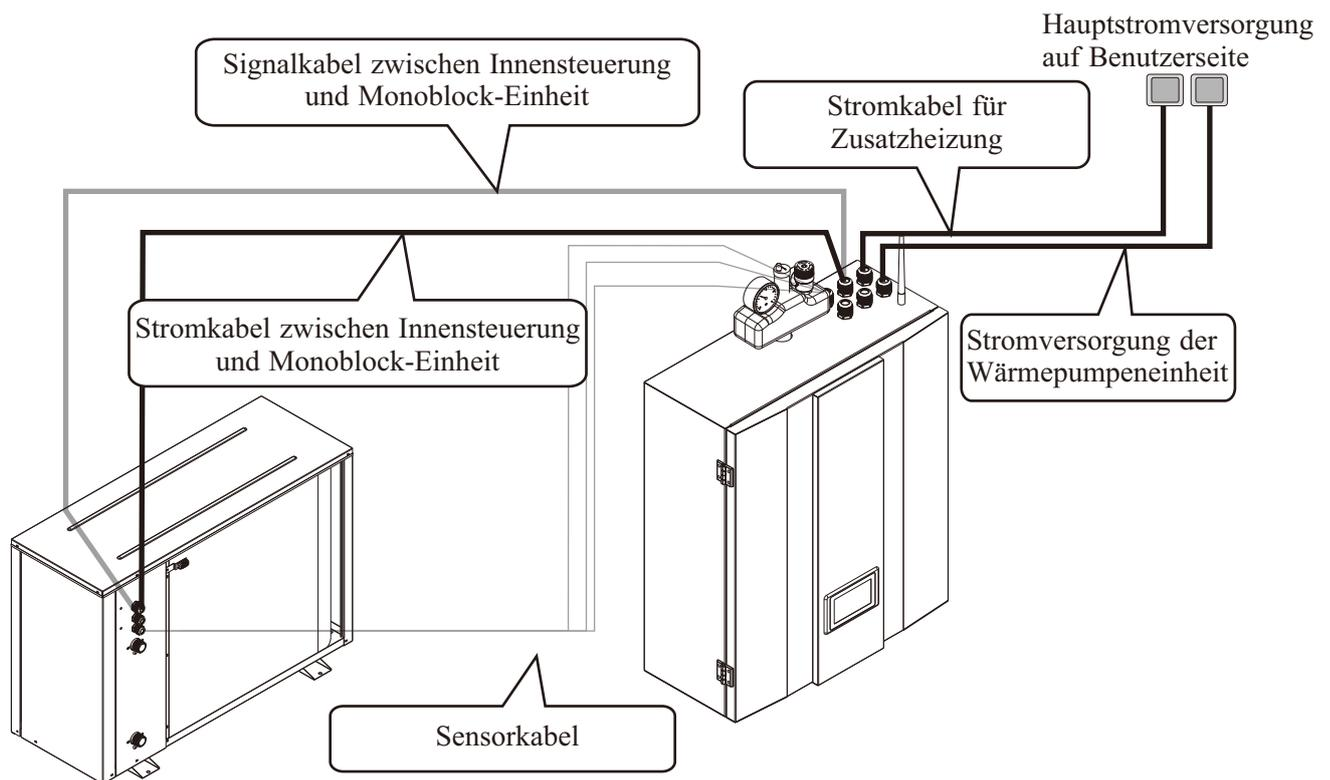 Hauptstromversorgung
auf Benutzerseite
Signalkabel zwischen Innensteuerung
und Monoblock-Einheit
Stromkabel für
Zusatzheizung
Stromkabel zwischen Innensteuerung
und Monoblock-Einheit
Stromversorgung der
Wärmepumpeneinheit
Sensorkabel